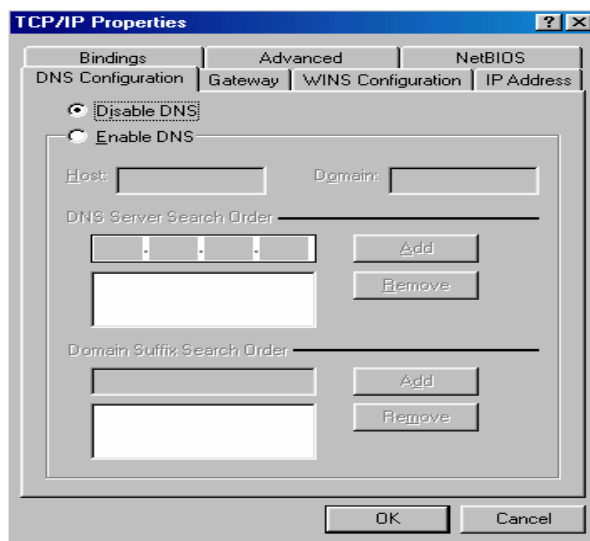 TCP/IP Properties
Bindings Advanced NetBIOS
DNS Configuration Gateway WINS Configuration IP Address
Disable DNS
Enable DNS
Host: Domain:
DNS Server Search Order
Add
Remove
Domain Suffix Search Order
Add
Remove
OK Cancel